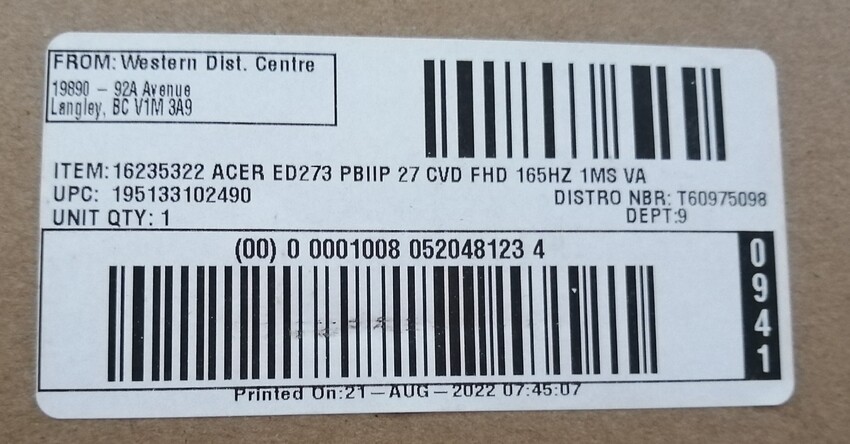 FROM: Western Dist. Centre
19890 – 92A Avenue
Langley, BC V1M 3A9
ITEM:16235322 ACER ED273 PBIIP 27 CVD FHD 165HZ 1MS VA
UPC: 195133102490
DISTRO NBR: T60975098
UNIT QTY: 1
DEPT:9
(00) 0 0001008 052048123 4
0941
Printed On:21–AUG–2022 07:45:07